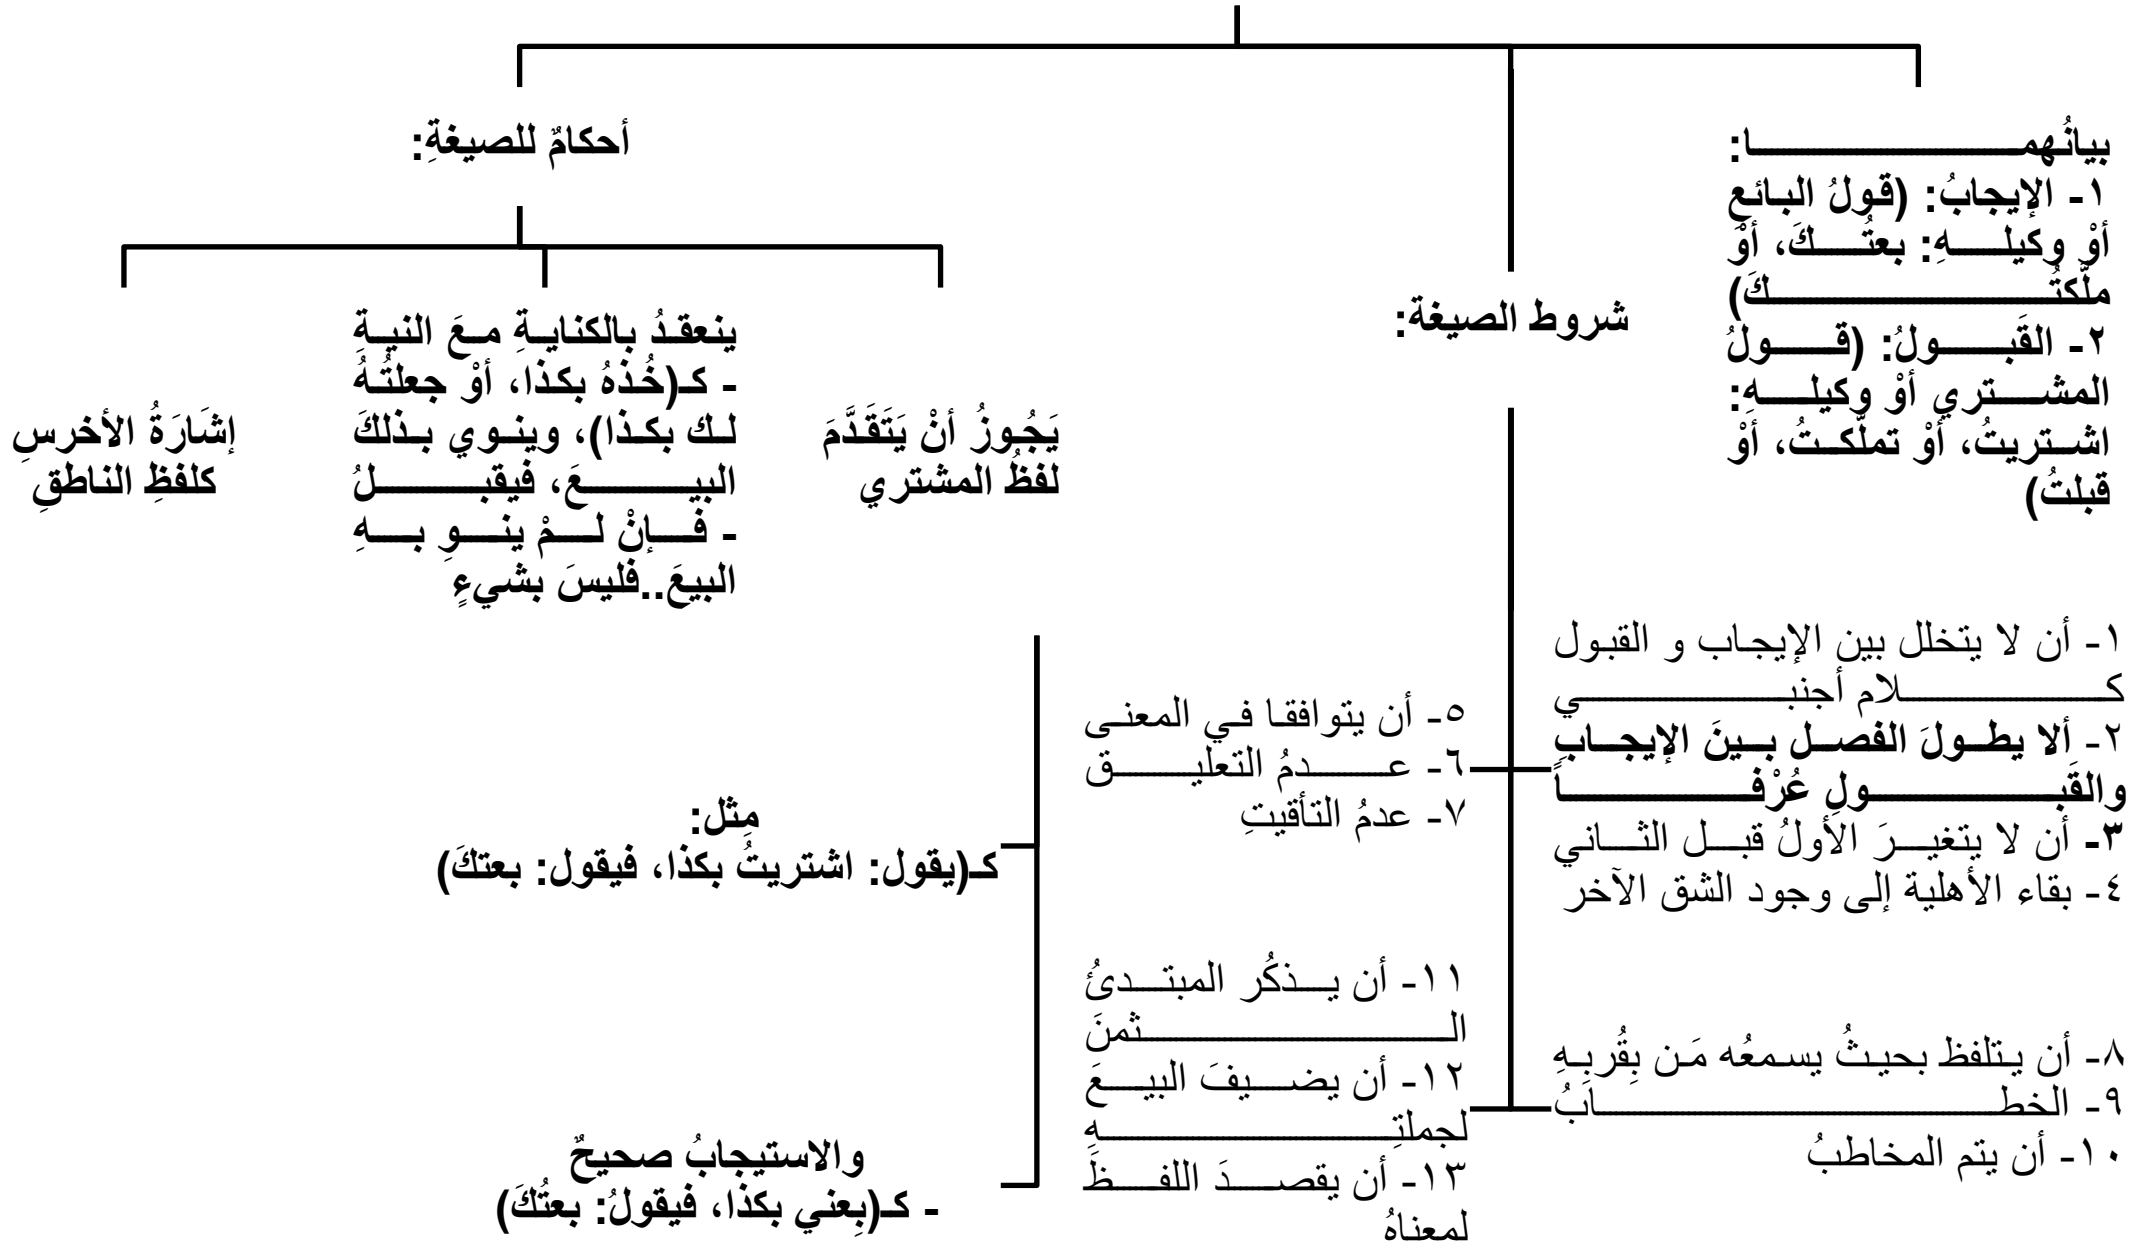 بيانُهما:
١- الإيجابُ: (قولُ البائعِ
أوْ وكيلهِ: بعتُكَ، أوْ
ملَّكتُكَ)
٢- القَبولُ: (قولُ
المشتري أوْ وكيلهِ:
اشتريتُ، أوْ تملَّكتُ، أوْ
قبلتُ)
شروط الصيغة:
١- أن لا يتخلل بين الإيجاب و القبول
كلام أجنبي
٢- ألا يطولَ الفصل بينَ الإيجابِ
والقَبولِ عُرْفاً
٣- أن لا يتغيرَ الأولُ قبل الثاني
٤- بقاء الأهلية إلى وجود الشق الآخر
٥- أن يتوافقا في المعنى
٦- عدمُ التعليق
٧- عدمُ التأقيتِ
٨- أن يتلفظ بحيثُ يسمعُه مَن بِقُربِهِ
٩- الخطابُ
١٠- أن يتم المخاطبُ
١١- أن يذكُر المبتدئُ
الثمنَ
١٢- أن يضيفَ البيعَ
لجملتِهِ
١٣- أن يقصدَ اللفظَ
لمعناهُ
أحكامٌ للصيغةِ:
يَجُوزُ أنْ يَتَقَدَّمَ
لفظُ المشتري
مِثل:
كـ(يقول: اشتريتُ بكذا، فيقول: بعتكَ)
والاستيجابُ صحيحٌ
- كـ(بِعني بكذا، فيقولُ: بعتُكَ)
ينعقدُ بالكنايةِ معَ النيةِ
- كـ(خُذهُ بكذا، أوْ جعلتُهُ
لك بكذا)، وينوي بذلكَ
البيعَ، فيقبلُ
- فإنْ لمْ ينوِ بهِ
البيعَ..فليسَ بشيءٍ
إشَارَةُ الأخرسِ
كلفظِ الناطقِ